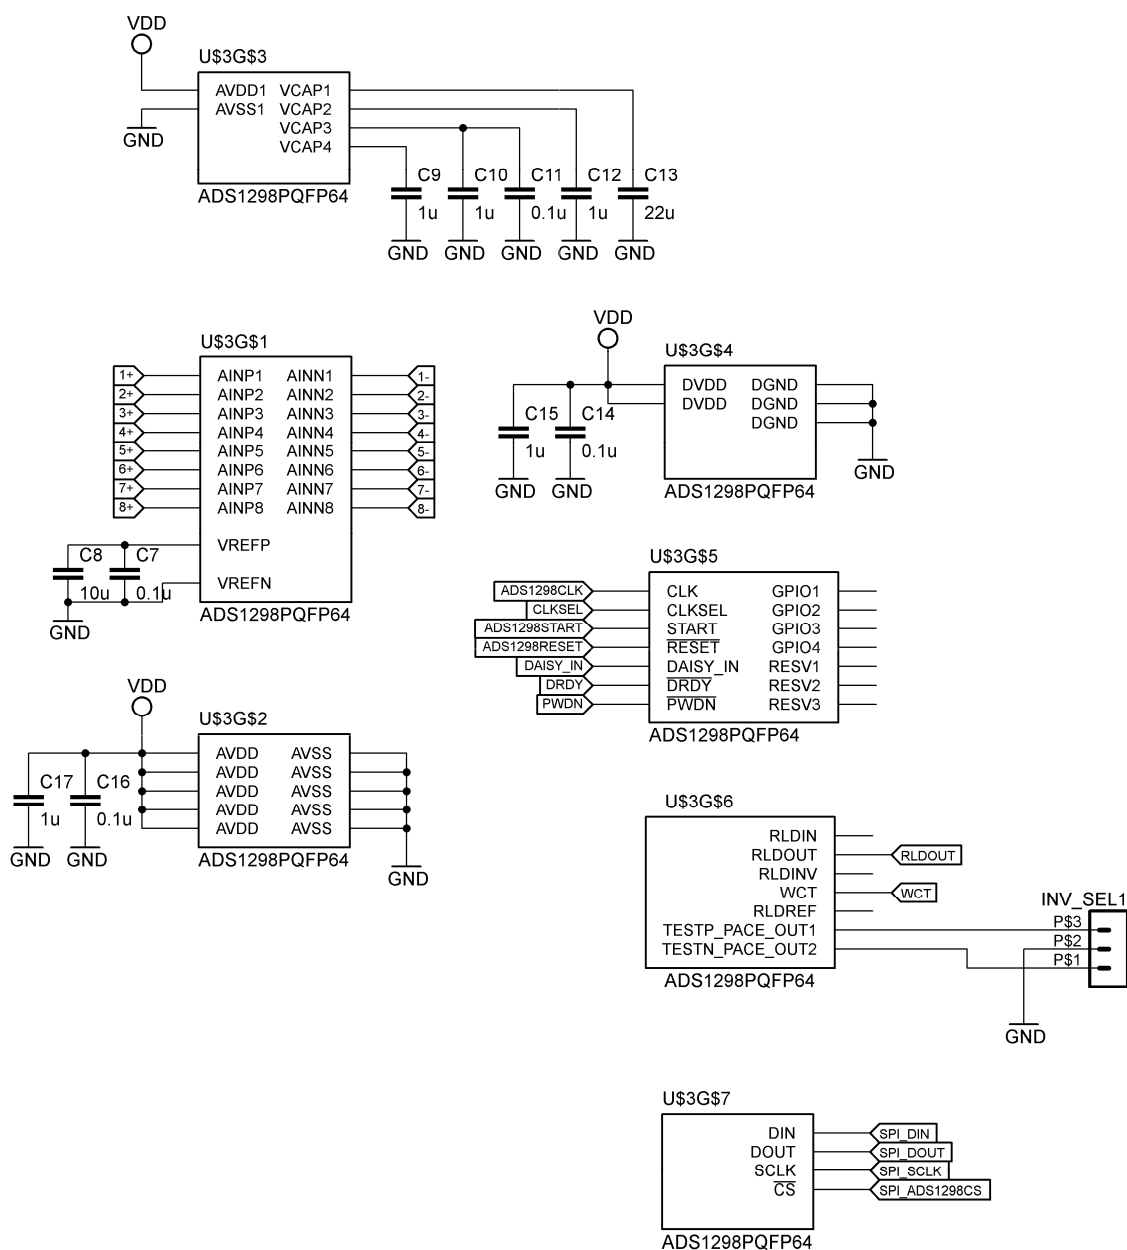 VDD
U$3G$3
AVDD1 VCAP1
AVSS1 VCAP2
VCAP3
VCAP4
GND
ADS1298PQFP64
C9 C10 C11 C12 C13
1u 1u 0.1u 1u 22u
GND GND GND GND GND
U$3G$1
1+ AINP1 AINN1 1-
2+ AINP2 AINN2 2-
3+ AINP3 AINN3 3-
4+ AINP4 AINN4 4-
5+ AINP5 AINN5 5-
6+ AINP6 AINN6 6-
7+ AINP7 AINN7 7-
8+ AINP8 AINN8 8-
VREFP
C8 C7
VREFN
10u 0.1u
ADS1298PQFP64
GND
VDD
U$3G$4
DVDD DGND
DVDD DGND
DGND
C15 C14
1u 0.1u
GND GND
GND
ADS1298PQFP64
U$3G$5
ADS1298CLK CLK GPIO1
CLKSEL CLKSEL GPIO2
ADS1298START START GPIO3
ADS1298RESET RESET GPIO4
DAISY_IN DAISY_IN RESV1
DRDY DRDY RESV2
PWDN PWDN RESV3
ADS1298PQFP64
VDD
U$3G$2
AVDD AVSS
AVDD AVSS
AVDD AVSS
AVDD AVSS
AVDD AVSS
C17 C16
1u 0.1u
GND GND
ADS1298PQFP64
GND
U$3G$6
RLDIN
RLDOUT RLDOUT
RLDINV
WCT WCT
RLDREF
TESTP_PACE_OUT1
TESTN_PACE_OUT2
ADS1298PQFP64
INV_SEL1
P$3
P$2
P$1
GND
U$3G$7
DIN SPI_DIN
DOUT SPI_DOUT
SCLK SPI_SCLK
CS SPI_ADS1298CS
ADS1298PQFP64